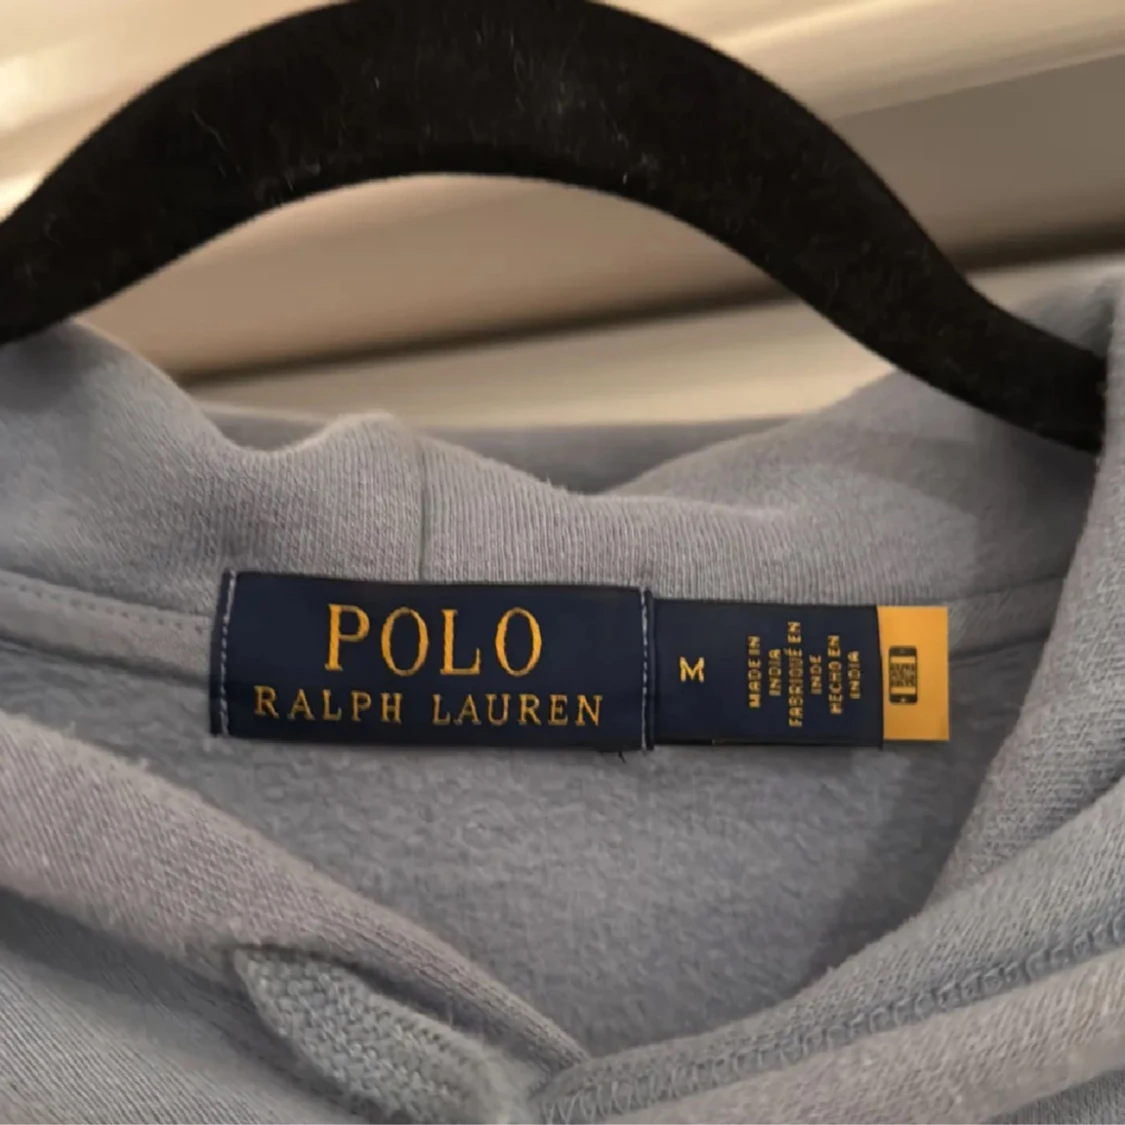 POLO
RALPH LAUREN
M
MADE IN
INDIA
FABRIQUÉ EN
INDE
HECHO EN
INDIA